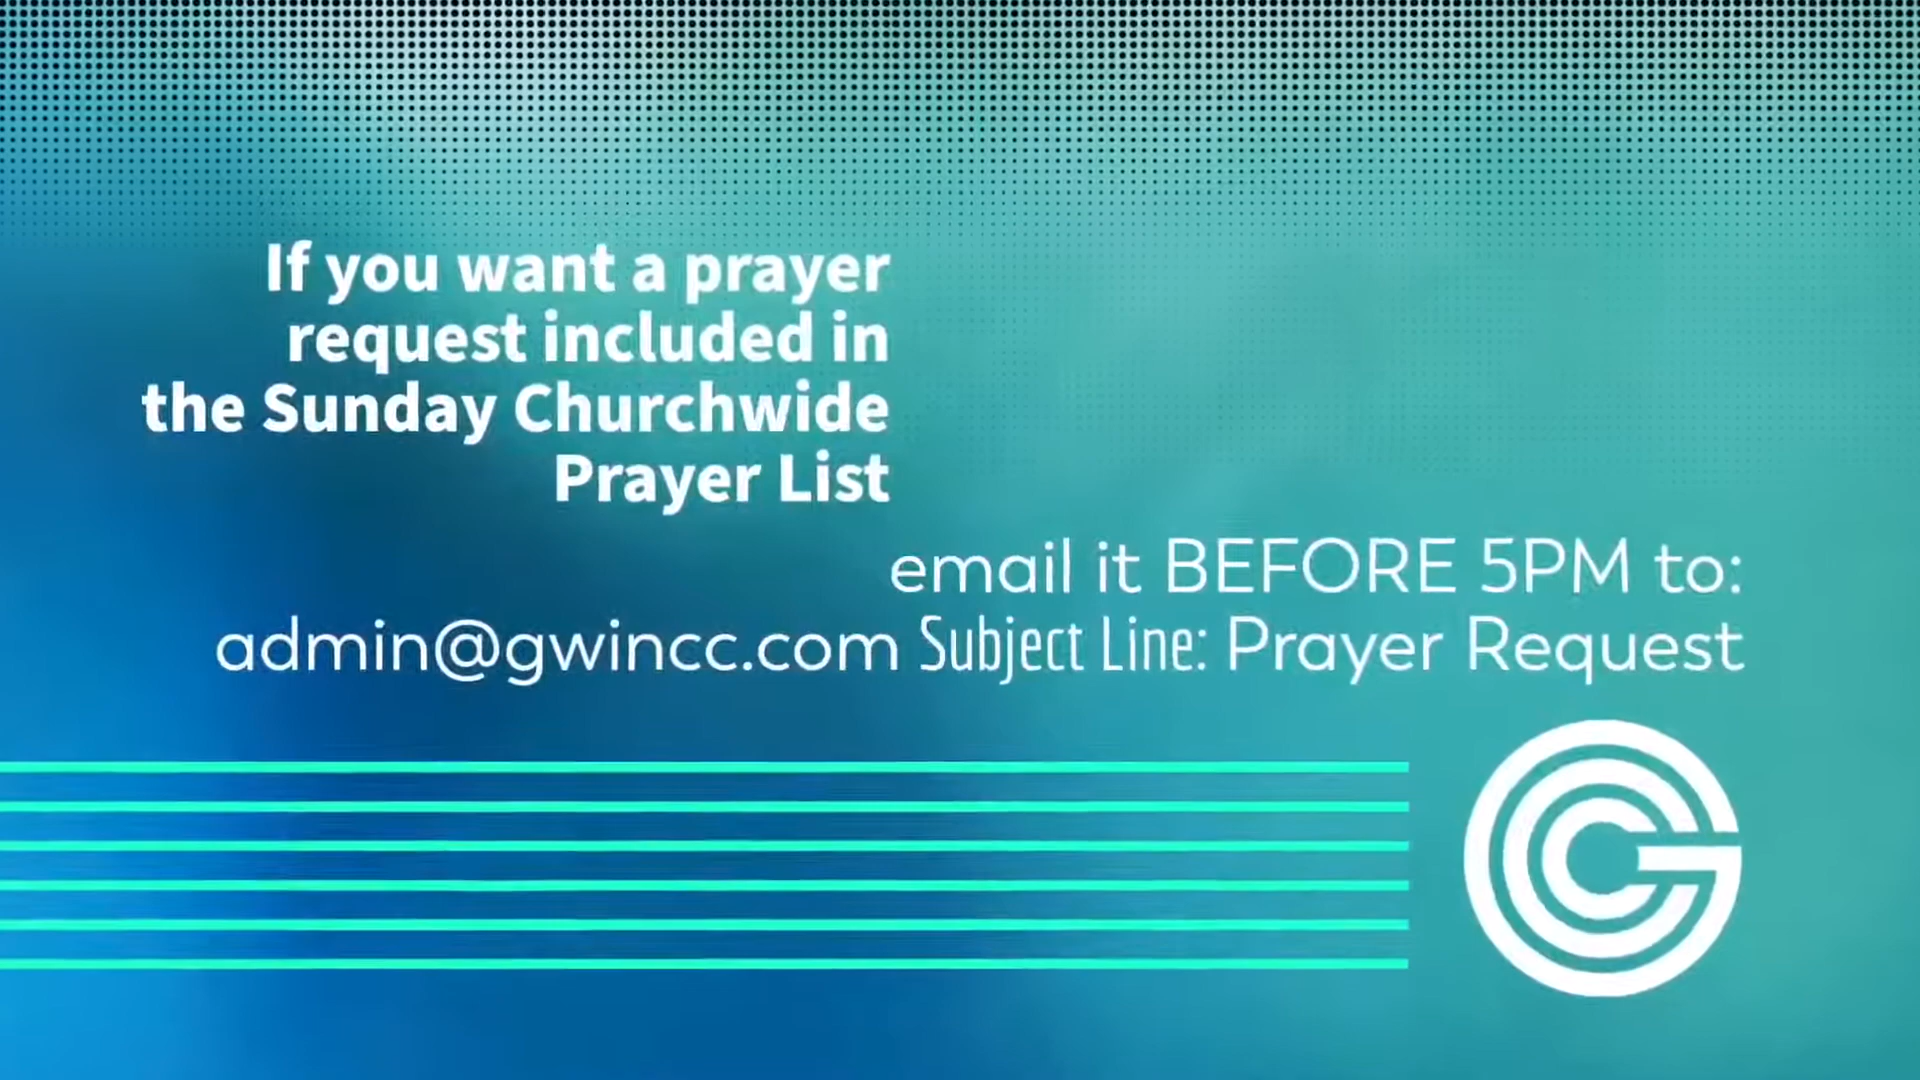 If you want a prayer
request included in
the Sunday Churchwide
Prayer List
email it BEFORE 5PM to:
admin@gwincc.com Subject Line: Prayer Request